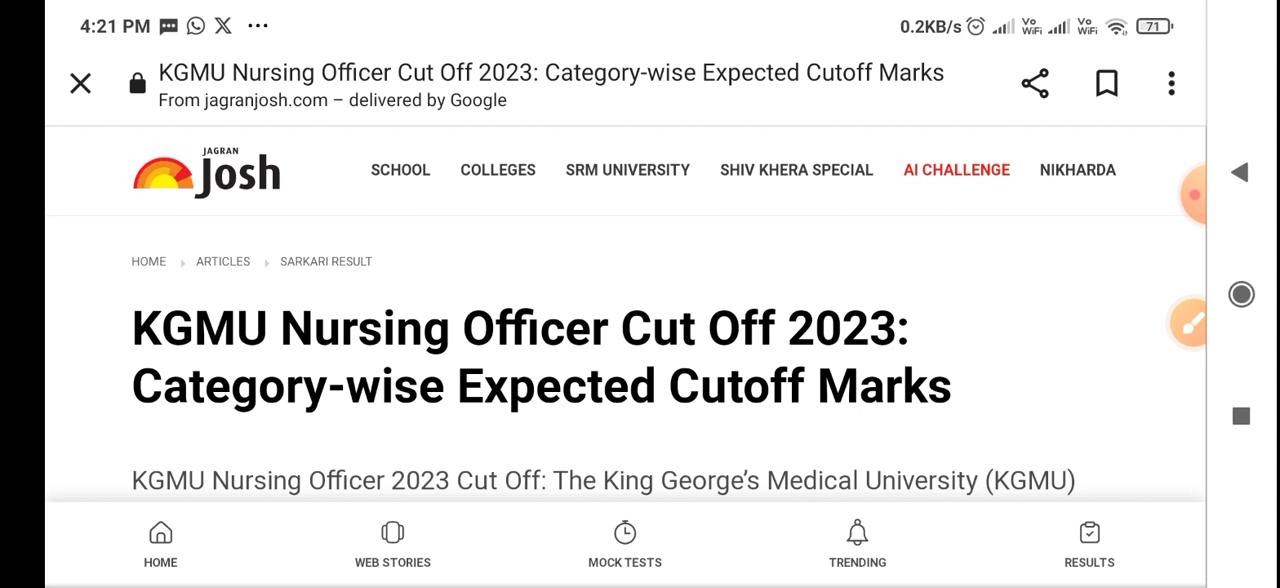 4:21 PM
0.2KB/s Vo WiFi Vo WiFi 71
KGMU Nursing Officer Cut Off 2023: Category-wise Expected Cutoff Marks
From jagranjosh.com – delivered by Google
JAGRAN
Josh
SCHOOL COLLEGES SRM UNIVERSITY SHIV KHERA SPECIAL AI CHALLENGE NIKHARDA
HOME ARTICLES SARKARI RESULT
KGMU Nursing Officer Cut Off 2023:
Category-wise Expected Cutoff Marks
KGMU Nursing Officer 2023 Cut Off: The King George’s Medical University (KGMU)
HOME WEB STORIES MOCK TESTS TRENDING RESULTS